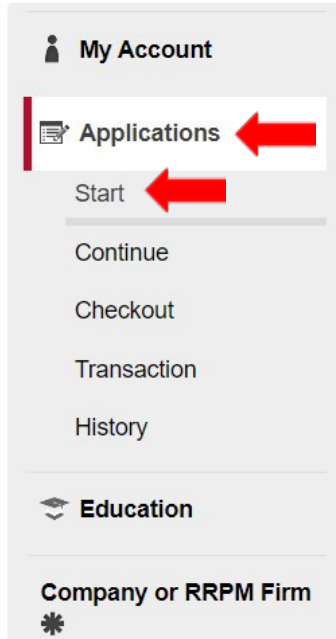 My Account
Applications
Start
Continue
Checkout
Transaction
History
Education
Company or RRPM Firm